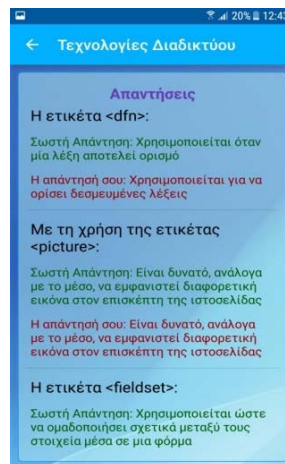 20% 12:43
Τεχνολογίες Διαδικτύου
Απαντήσεις
Η ετικέτα <dfn>:
Σωστή Απάντηση: Χρησιμοποιείται όταν
μία λέξη αποτελεί ορισμό
Η απάντησή σου: Χρησιμοποιείται για να
ορίσει δεσμευμένες λέξεις
Με τη χρήση της ετικέτας
<picture>:
Σωστή Απάντηση: Είναι δυνατό, ανάλογα
με το μέσο, να εμφανιστεί διαφορετική
εικόνα στον επισκέπτη της ιστοσελίδας
Η απάντησή σου: Είναι δυνατό, ανάλογα
με το μέσο, να εμφανιστεί διαφορετική
εικόνα στον επισκέπτη της ιστοσελίδας
Η ετικέτα <fieldset>:
Σωστή Απάντηση: Χρησιμοποιείται ώστε
να ομαδοποιήσει σχετικά μεταξύ τους
στοιχεία μέσα σε μια φόρμα